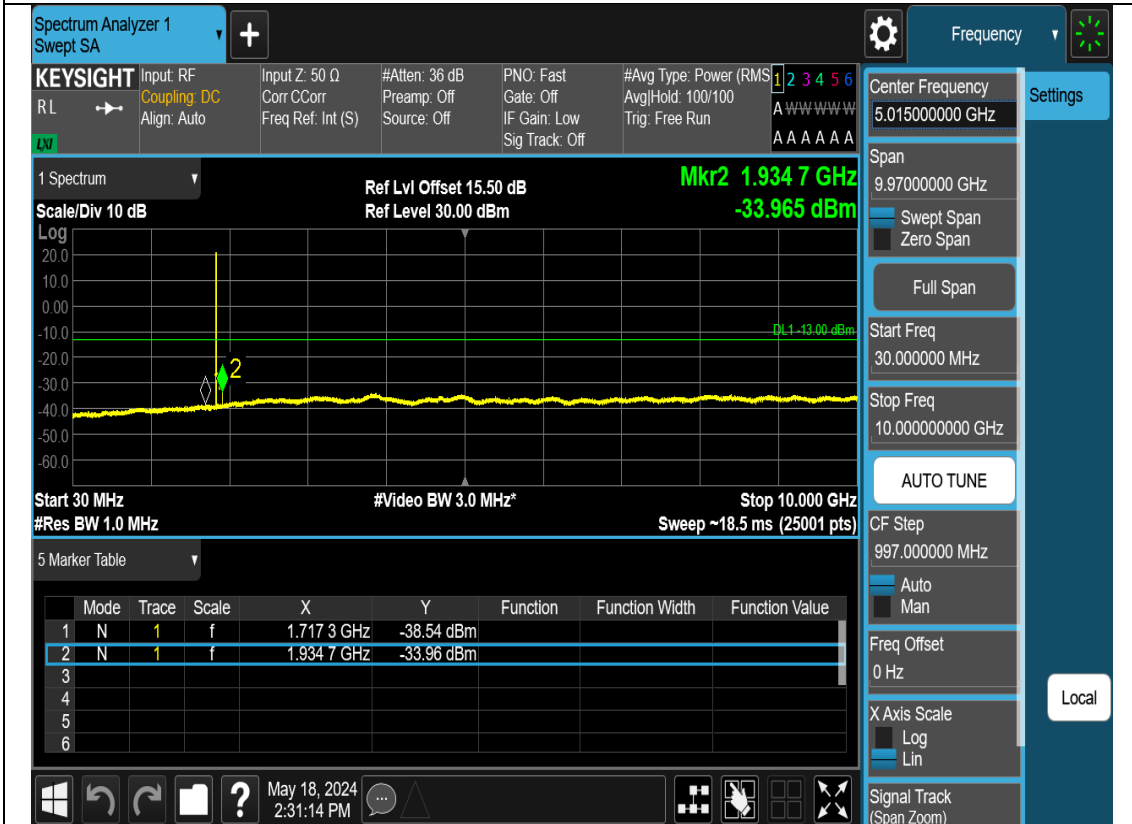 Spectrum Analyzer 1
Swept SA
Frequency
KEYSIGHT
R L
LXI
Input: RF
Coupling: DC
Align: Auto
Input Z: 50 Ω
Corr CCorr
Freq Ref: Int (S)
#Atten: 36 dB
Preamp: Off
Source: Off
PNO: Fast
Gate: Off
IF Gain: Low
Sig Track: Off
#Avg Type: Power (RMS
Avg|Hold: 100/100
Trig: Free Run
1 2 3 4 5 6
A W W W W W
A A A A A A
1 Spectrum
Scale/Div 10 dB
Ref Lvl Offset 15.50 dB
Ref Level 30.00 dBm
Mkr2 1.934 7 GHz
-33.965 dBm
Log
20.0
10.0
0.00
-10.0
-20.0
-30.0
-40.0
-50.0
-60.0
DL1 -13.00 dBm
2
Start 30 MHz
#Video BW 3.0 MHz*
Stop 10.000 GHz
#Res BW 1.0 MHz
Sweep ~18.5 ms (25001 pts)
5 Marker Table
Mode Trace Scale X Y Function Function Width Function Value
1 N 1 f 1.717 3 GHz -38.54 dBm
2 N 1 f 1.934 7 GHz -33.96 dBm
3
4
5
6
May 18, 2024
2:31:14 PM
Center Frequency
5.015000000 GHz
Settings
Span
9.97000000 GHz
Swept Span
Zero Span
Full Span
Start Freq
30.000000 MHz
Stop Freq
10.000000000 GHz
AUTO TUNE
CF Step
997.000000 MHz
Auto
Man
Freq Offset
0 Hz
X Axis Scale
Log
Lin
Local
Signal Track
(Span Zoom)